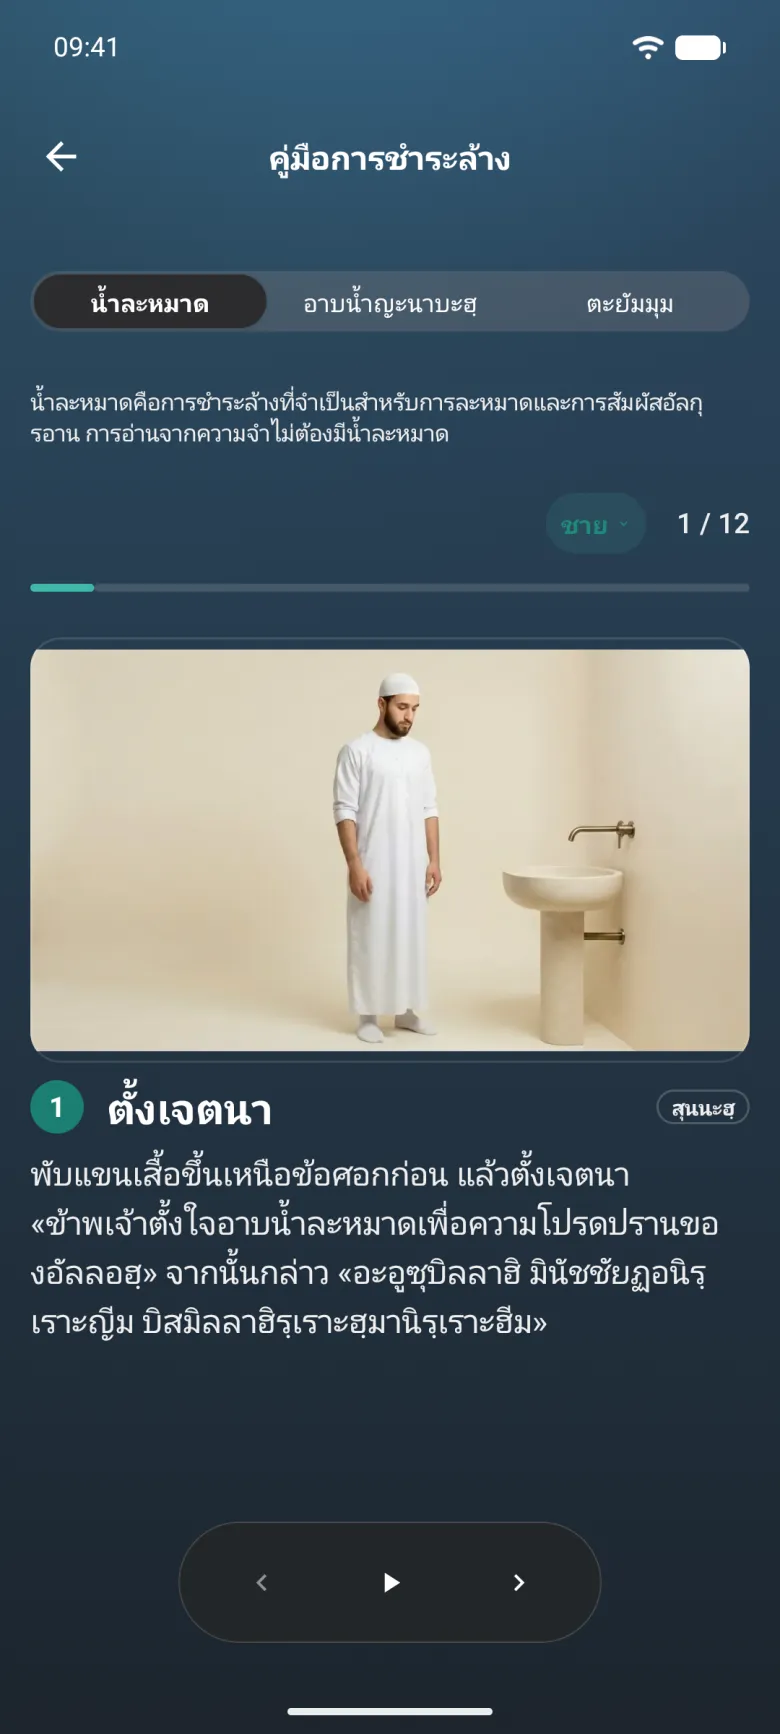 09:41
คู่มือการชำระล้าง
น้ำละหมาด
อาบน้ำญะนาบะฮฺ
ตะยัมมุม
น้ำละหมาดคือการชำระล้างที่จำเป็นสำหรับการละหมาดและการสัมผัสอัลกุ
รอาน การอ่านจากความจำไม่ต้องมีน้ำละหมาด
ชาย
1 / 12
1 ตั้งเจตนา
สุนนะฮฺ
พับแขนเสื้อขึ้นเหนือข้อศอกก่อน แล้วตั้งเจตนา
«ข้าพเจ้าตั้งใจอาบน้ำละหมาดเพื่อความโปรดปรานขอ
งอัลลอฮฺ» จากนั้นกล่าว «อะอูซุบิลลาฮิ มินัชชัยฏอนิรฺ
เราะญีม บิสมิลลาฮิรฺเราะฮฺมานิรฺเราะฮีม»